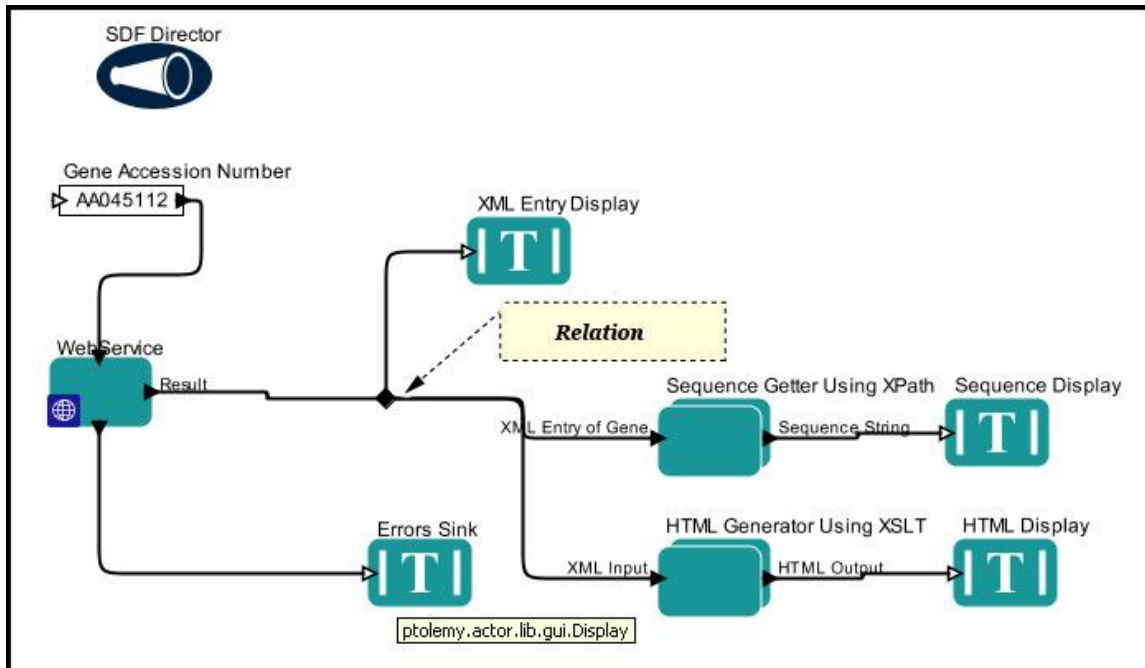 SDF Director
Gene Accession Number
AA045112
XML Entry Display
T
Relation
WebService
Result
Sequence Getter Using XPath
Sequence Display
XML Entry of Gene
Sequence String
T
Errors Sink
T
HTML Generator Using XSLT
HTML Display
XML Input
HTML Output
T
ptolemy.actor.lib.gui.Display